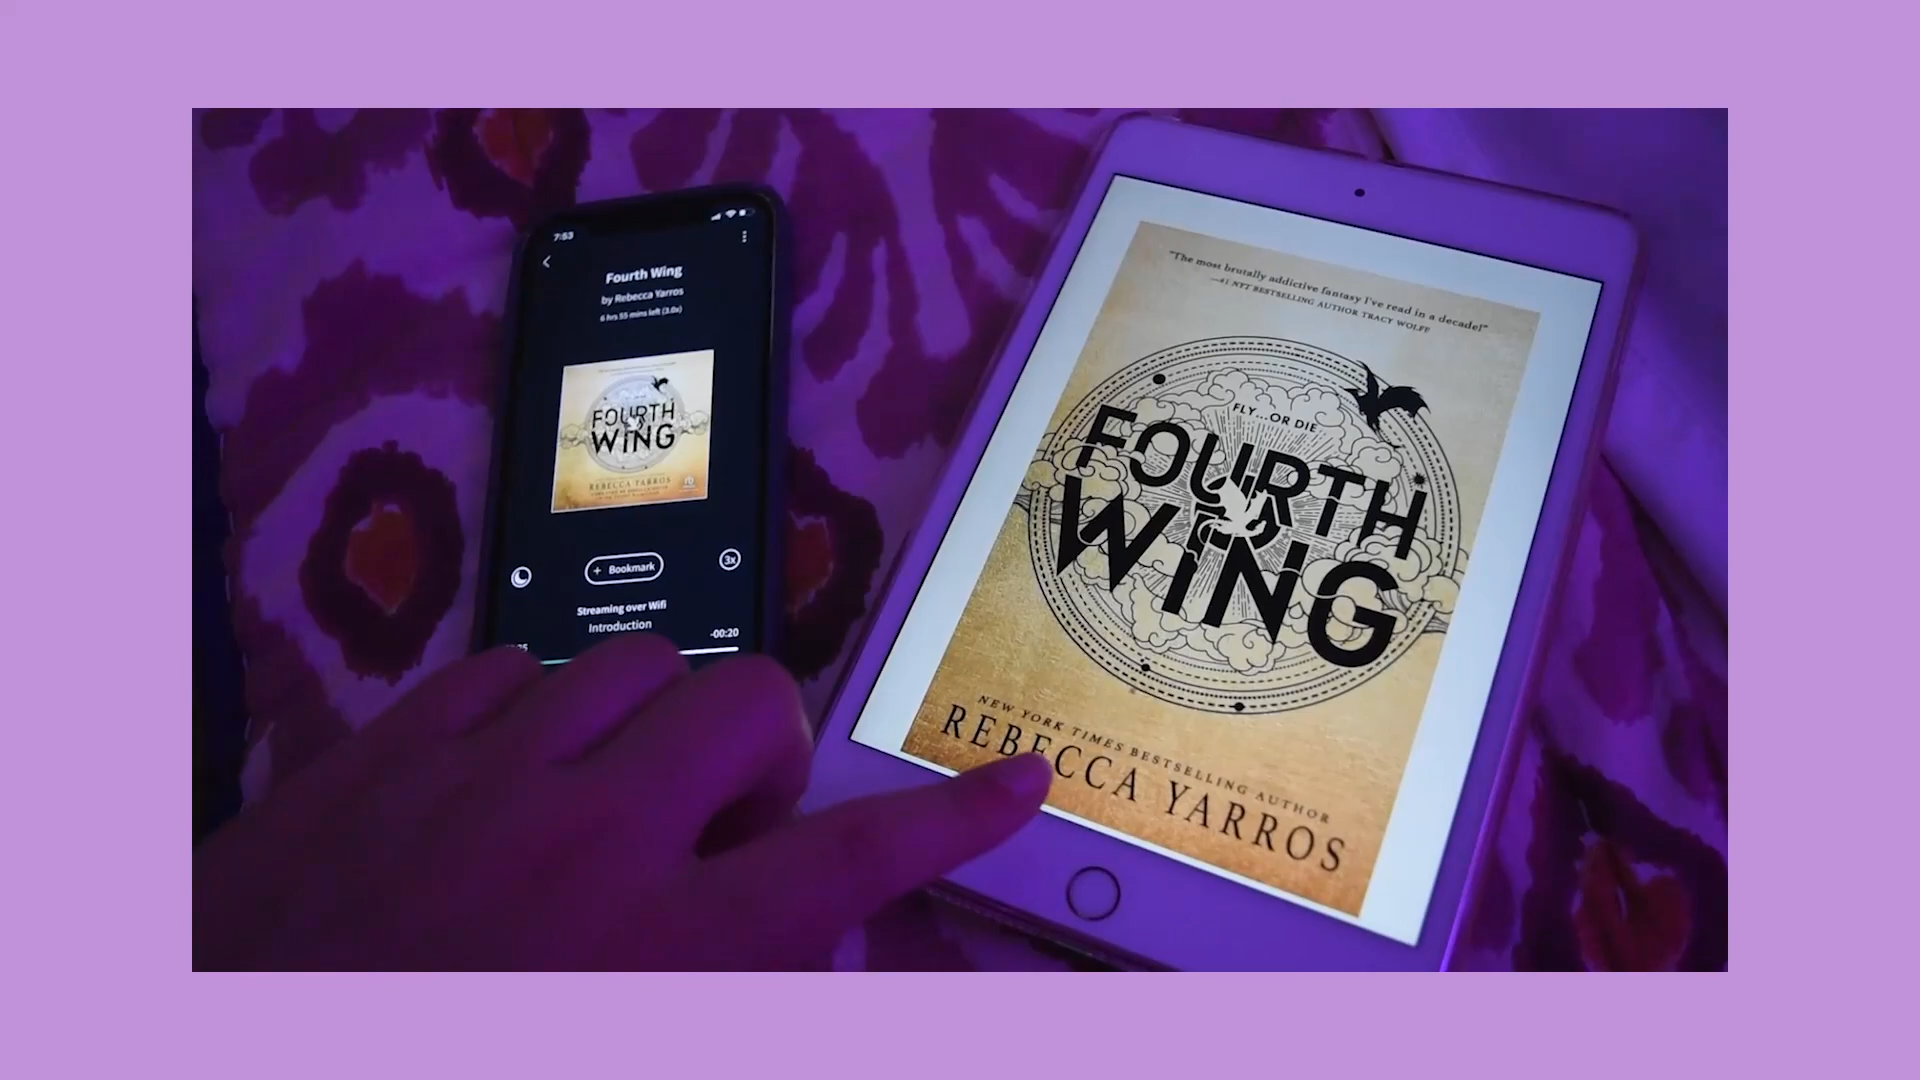 7:53
Fourth Wing
by Rebecca Yarros
6 hrs 55 mins left (3.0x)
FOURTH
WING
REBECCA YARROS
+ Bookmark
3x
Streaming over Wifi
Introduction
-00:20
"The most brutally addictive fantasy I've read in a decade!"
—#1 NYT BESTSELLING AUTHOR TRACY WOLFF
FLY...OR DIE
FOURTH
WING
NEW YORK TIMES BESTSELLING AUTHOR
REBECCA YARROS